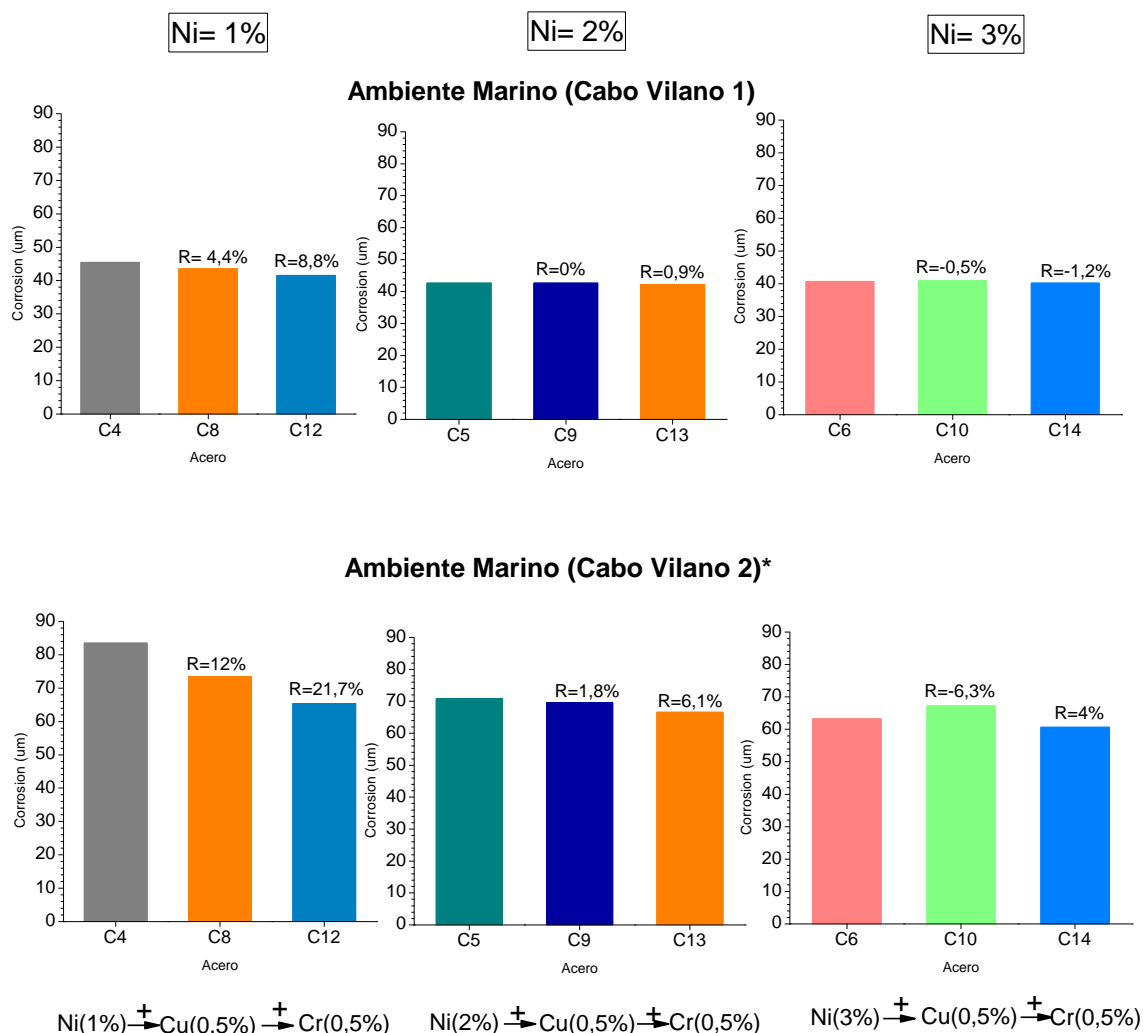 Ni= 1%
Ni= 2%
Ni= 3%
Ambiente Marino (Cabo Vilano 1)
90
80
70
60
50
40
30
20
10
0
Corrosion (um)
R= 4,4%
R=8,8%
C4 C8 C12
Acero
90
80
70
60
50
40
30
20
10
0
Corrosion (um)
R=0%
R=0,9%
C5 C9 C13
Acero
90
80
70
60
50
40
30
20
10
0
Corrosion (um)
R=-0,5%
R=-1,2%
C6 C10 C14
Acero
Ambiente Marino (Cabo Vilano 2)*
90
80
70
60
50
40
30
20
10
0
Corrosion (um)
R=12%
R=21,7%
C4 C8 C12
Acero
90
80
70
60
50
40
30
20
10
0
Corrosion (um)
R=1,8%
R=6,1%
C5 C9 C13
Acero
90
80
70
60
50
40
30
20
10
0
Corrosion (um)
R=-6,3%
R=4%
C6 C10 C14
Acero
Ni(1%) + Cu(0,5%) + Cr(0,5%)
Ni(2%) + Cu(0,5%) + Cr(0,5%)
Ni(3%) + Cu(0,5%) + Cr(0,5%)